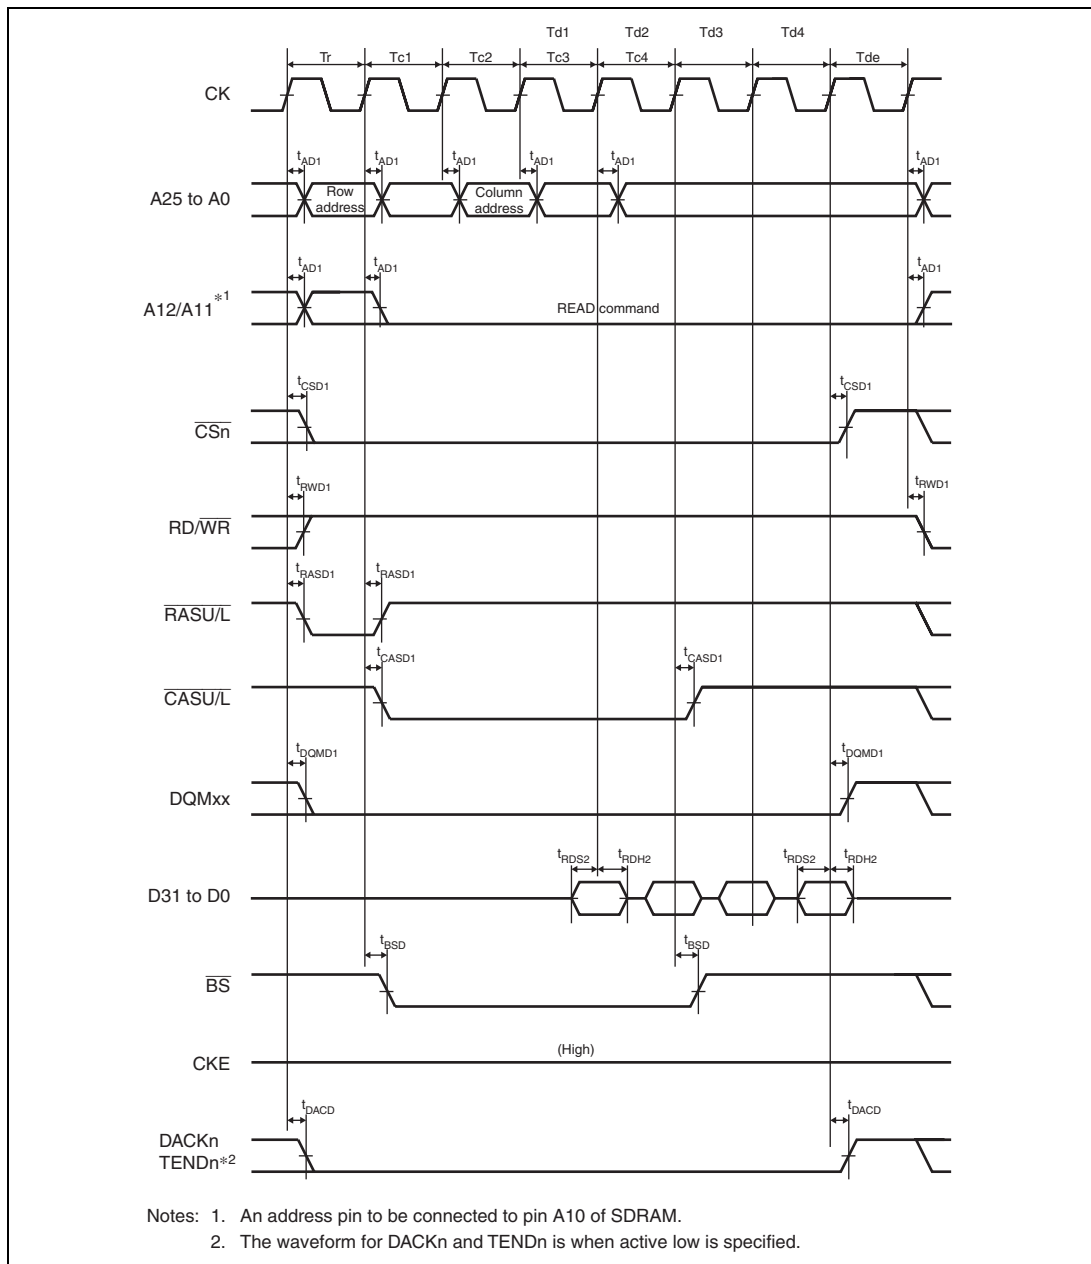 Td1 Td2 Td3 Td4
Tr Tc1 Tc2 Tc3 Tc4 Tde
CK
tAD1 tAD1 tAD1 tAD1 tAD1 tAD1
A25 to A0
Row address
Column address
tAD1 tAD1 tAD1
A12/A11*1
READ command
tCSD1 tCSD1
CSn
tRWD1 tRWD1
RD/WR
tRASD1 tRASD1
RASU/L
tCASD1 tCASD1
CASU/L
tDQMD1 tDQMD1
DQMxx
tRDS2 tRDH2 tRDS2 tRDH2
D31 to D0
tBSD tBSD
BS
(High)
CKE
tDACD tDACD
DACKn
TENDn*2
Notes: 1. An address pin to be connected to pin A10 of SDRAM.
2. The waveform for DACKn and TENDn is when active low is specified.